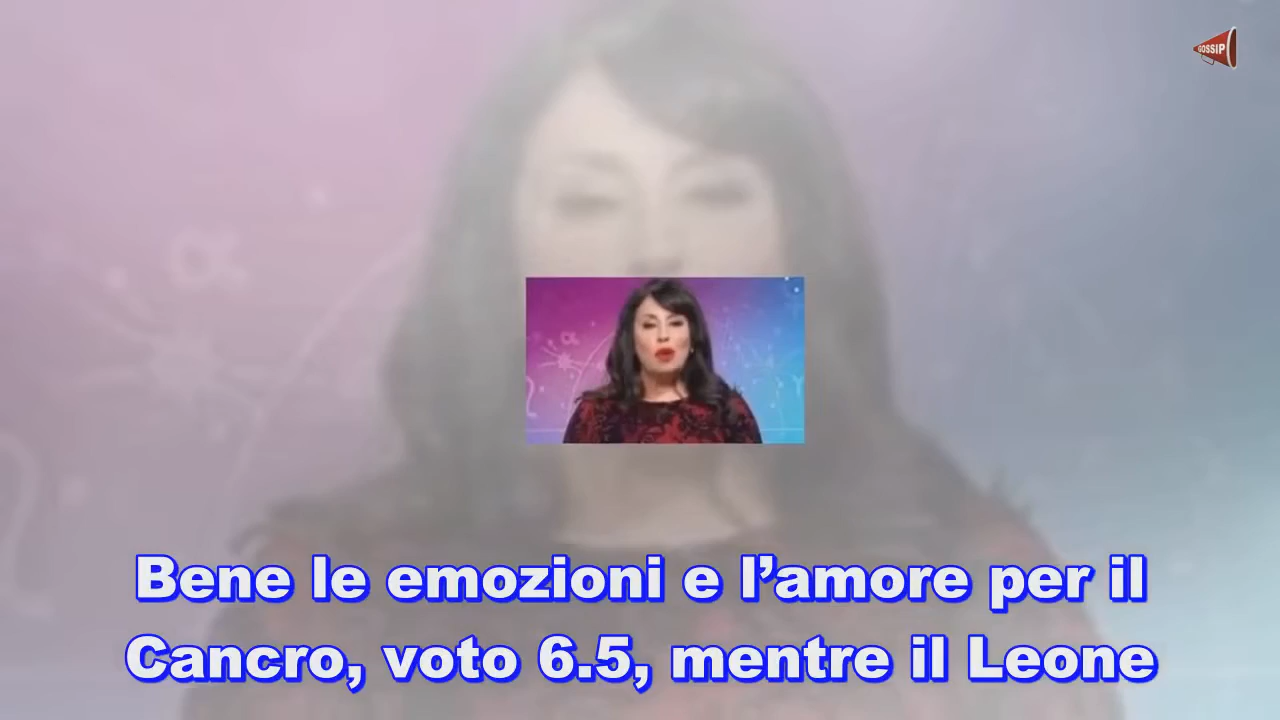 GOSSIP
Bene le emozioni e l’amore per il
Cancro, voto 6.5, mentre il Leone